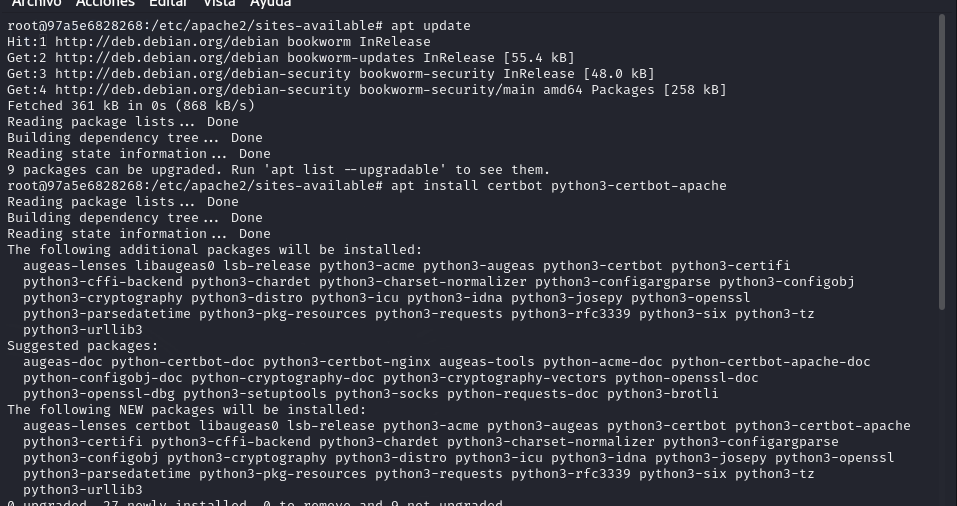 Archivo Acciones Editar Vista Ayuda
root@97a5e6828268:/etc/apache2/sites-available# apt update
Hit:1 http://deb.debian.org/debian bookworm InRelease
Get:2 http://deb.debian.org/debian bookworm-updates InRelease [55.4 kB]
Get:3 http://deb.debian.org/debian-security bookworm-security InRelease [48.0 kB]
Get:4 http://deb.debian.org/debian-security bookworm-security/main amd64 Packages [258 kB]
Fetched 361 kB in 0s (868 kB/s)
Reading package lists... Done
Building dependency tree... Done
Reading state information... Done
9 packages can be upgraded. Run 'apt list --upgradable' to see them.
root@97a5e6828268:/etc/apache2/sites-available# apt install certbot python3-certbot-apache
Reading package lists... Done
Building dependency tree... Done
Reading state information... Done
The following additional packages will be installed:
  augeas-lenses libaugeas0 lsb-release python3-acme python3-augeas python3-certbot python3-certifi
  python3-cffi-backend python3-chardet python3-charset-normalizer python3-configargparse python3-configobj
  python3-cryptography python3-distro python3-icu python3-idna python3-josepy python3-openssl
  python3-parsedatetime python3-pkg-resources python3-requests python3-rfc3339 python3-six python3-tz
  python3-urllib3
Suggested packages:
  augeas-doc python-certbot-doc python3-certbot-nginx augeas-tools python-acme-doc python-certbot-apache-doc
  python-configobj-doc python-cryptography-doc python3-cryptography-vectors python-openssl-doc
  python3-openssl-dbg python3-setuptools python3-socks python-requests-doc python3-brotli
The following NEW packages will be installed:
  augeas-lenses certbot libaugeas0 lsb-release python3-acme python3-augeas python3-certbot python3-certbot-apache
  python3-certifi python3-cffi-backend python3-chardet python3-charset-normalizer python3-configargparse
  python3-configobj python3-cryptography python3-distro python3-icu python3-idna python3-josepy python3-openssl
  python3-parsedatetime python3-pkg-resources python3-requests python3-rfc3339 python3-six python3-tz
  python3-urllib3
0 upgraded, 27 newly installed, 0 to remove and 9 not upgraded.